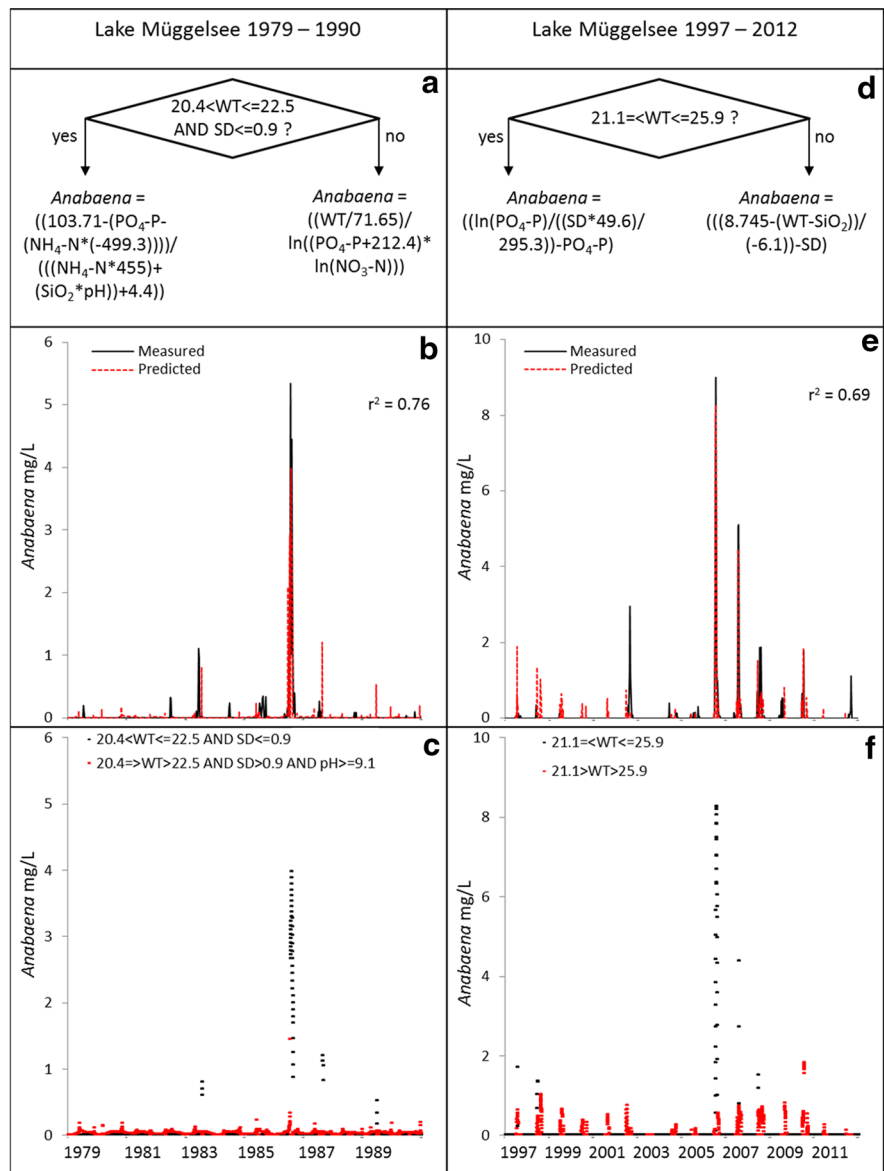 Lake Müggelsee 1979 – 1990
Lake Müggelsee 1997 – 2012
a
20.4<WT<=22.5
AND SD<=0.9 ?
yes
no
Anabaena =
((103.71-(PO₄-P-
(NH₄-N*(-499.3))))/
(((NH₄-N*455)+
(SiO₂*pH))+4.4))
Anabaena =
((WT/71.65)/
ln((PO₄-P+212.4)*
ln(NO₃-N)))
d
21.1=<WT<=25.9 ?
yes
no
Anabaena =
((ln(PO₄-P)/((SD*49.6)/
295.3))-PO₄-P)
Anabaena =
(((8.745-(WT-SiO₂))/
(-6.1))-SD)
b
Measured
Predicted
r² = 0.76
Anabaena mg/L
6
5
4
3
2
1
0
e
Measured
Predicted
r² = 0.69
Anabaena mg/L
10
8
6
4
2
0
c
20.4<WT<=22.5 AND SD<=0.9
20.4=>WT>22.5 AND SD>0.9 AND pH>=9.1
Anabaena mg/L
6
5
4
3
2
1
0
1979 1981 1983 1985 1987 1989
f
21.1=<WT<=25.9
21.1>WT>25.9
Anabaena mg/L
10
8
6
4
2
0
1997 1999 2001 2003 2005 2007 2009 2011